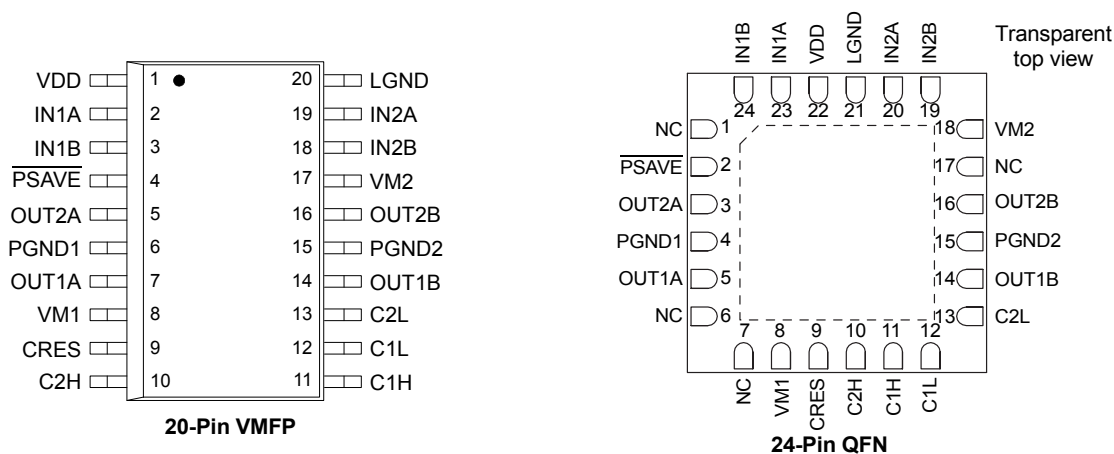 VDD 1 20 LGND
IN1A 2 19 IN2A
IN1B 3 18 IN2B
PSAVE 4 17 VM2
OUT2A 5 16 OUT2B
PGND1 6 15 PGND2
OUT1A 7 14 OUT1B
VM1 8 13 C2L
CRES 9 12 C1L
C2H 10 11 C1H
20-Pin VMFP
Transparent
top view
IN1B IN1A VDD LGND IN2A IN2B
24 23 22 21 20 19
NC 1 18 VM2
PSAVE 2 17 NC
OUT2A 3 16 OUT2B
PGND1 4 15 PGND2
OUT1A 5 14 OUT1B
NC 6 13 C2L
7 8 9 10 11 12
NC VM1 CRES C2H C1H C1L
24-Pin QFN